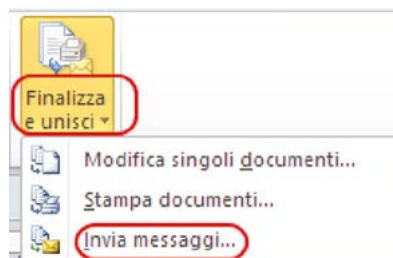 Finalizza
e unisci
Modifica singoli documenti...
Stampa documenti...
Invia messaggi...